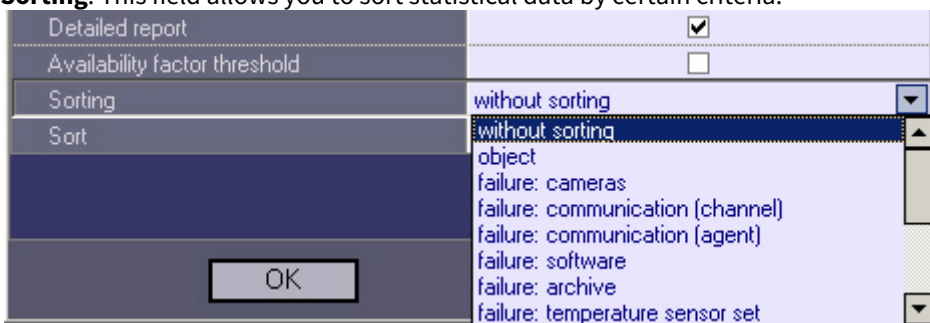 Sorting: This field allows you to sort statistical data by certain criteria.
Detailed report
Availability factor threshold
Sorting without sorting
Sort without sorting
object
failure: cameras
failure: communication (channel)
failure: communication (agent)
failure: software
OK failure: archive
failure: temperature sensor set